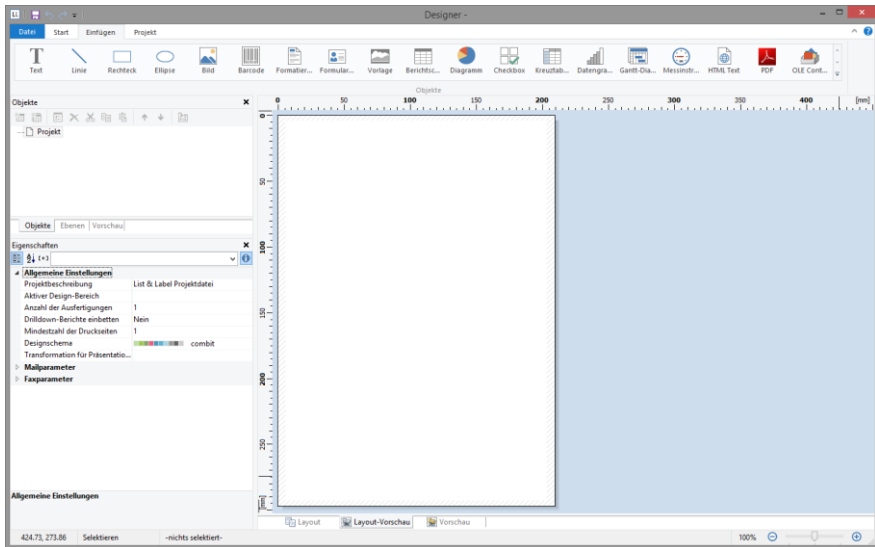 Designer -
Datei Start Einfügen Projekt
Text Linie Rechteck Ellipse Bild Barcode Formatier... Formular... Vorlage Berichtsc... Diagramm Checkbox Kreuztab... Datengra... Gantt-Dia... Messinstr... HTML Text PDF OLE Cont...
Objekte
Objekte
0 50 100 150 200 250 300 350 400 [mm]
Projekt
0
50
100
150
200
250
[mm]
Objekte Ebenen Vorschau
Eigenschaften
Allgemeine Einstellungen
Projektbeschreibung List & Label Projektdatei
Aktiver Design-Bereich
Anzahl der Ausfertigungen 1
Drilldown-Berichte einbetten Nein
Mindestzahl der Druckseiten 1
Designschema combit
Transformation für Präsentatio...
Mailparameter
Faxparameter
Allgemeine Einstellungen
Layout Layout-Vorschau Vorschau
424.73, 273.86 Selektieren -nichts selektiert- 100%